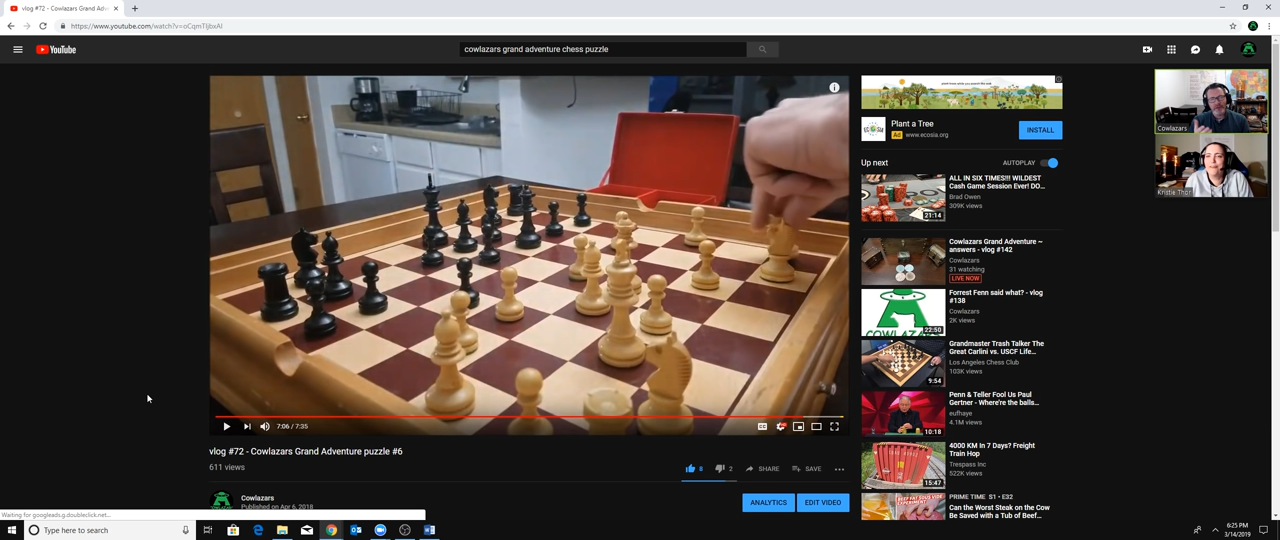 vlog #72 - Cowlazars Grand Adv
https://www.youtube.com/watch?v=oCqmTIjbxAI
YouTube
cowlazars grand adventure chess puzzle
Plant a Tree
Ad www.ecosia.org
INSTALL
Up next
AUTOPLAY
ALL IN SIX TIMES!!! WILDEST
Cash Game Session Ever! DO...
Brad Owen
309K views
21:14
Cowlazars Grand Adventure ~
answers - vlog #142
Cowlazars
31 watching
LIVE NOW
Forrest Fenn said what? - vlog
#138
Cowlazars
2K views
22:50
COWLAZARS
Grandmaster Trash Talker The
Great Carlini vs. USCF Life...
Los Angeles Chess Club
103K views
9:54
Penn & Teller Fool Us Paul
Gertner - Where're the balls...
eufhaye
4.1M views
10:18
4000 KM In 7 Days? Freight
Train Hop
Trespass Inc
522K views
15:47
PRIME TIME S1 • E32
Can the Worst Steak on the Cow
Be Saved with a Tub of Beef...
Cowlazars
Kristie Thor
7:06 / 7:35
vlog #72 - Cowlazars Grand Adventure puzzle #6
611 views
8
2
SHARE
SAVE
Cowlazars
Published on Apr 6, 2018
ANALYTICS
EDIT VIDEO
Waiting for googleads.g.doubleclick.net...
Type here to search
6:25 PM
3/14/2019